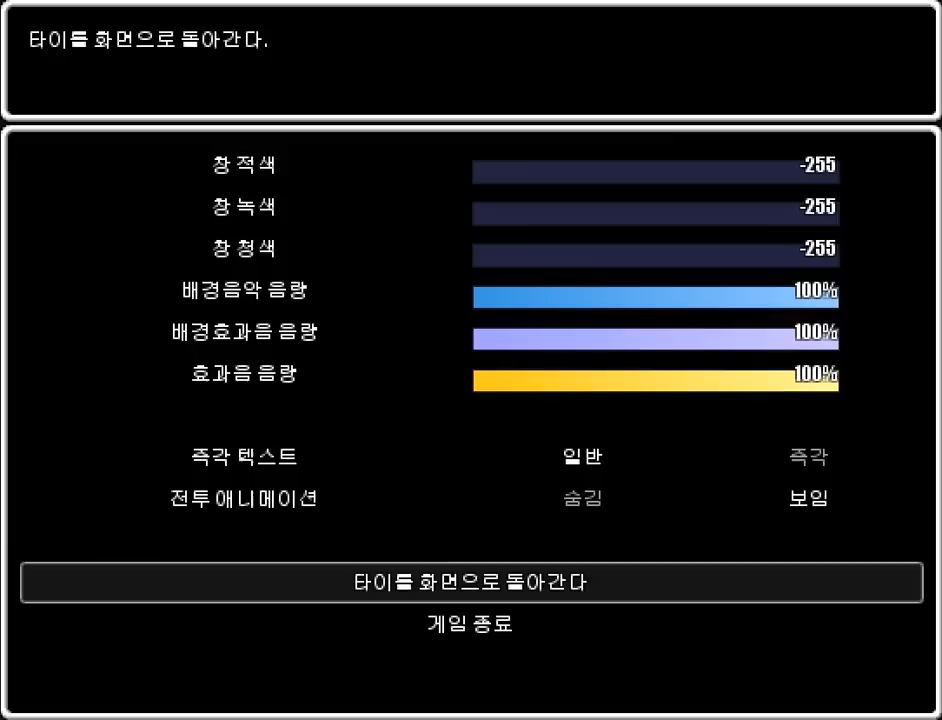 타이틀 화면으로 돌아간다.
창 적색 -255
창 녹색 -255
창 청색 -255
배경음악 음량 100%
배경효과음 음량 100%
효과음 음량 100%
즉각 텍스트 일반 즉각
전투 애니메이션 숨김 보임
타이틀 화면으로 돌아간다
게임 종료